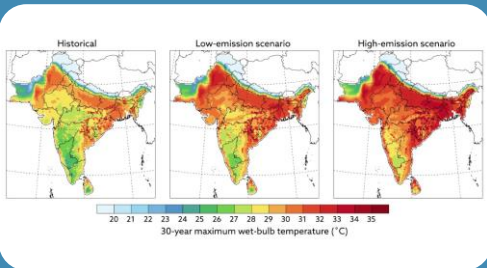 Historical
Low-emission scenario
High-emission scenario
20 21 22 23 24 25 26 27 28 29 30 31 32 33 34 35
30-year maximum wet-bulb temperature (°C)